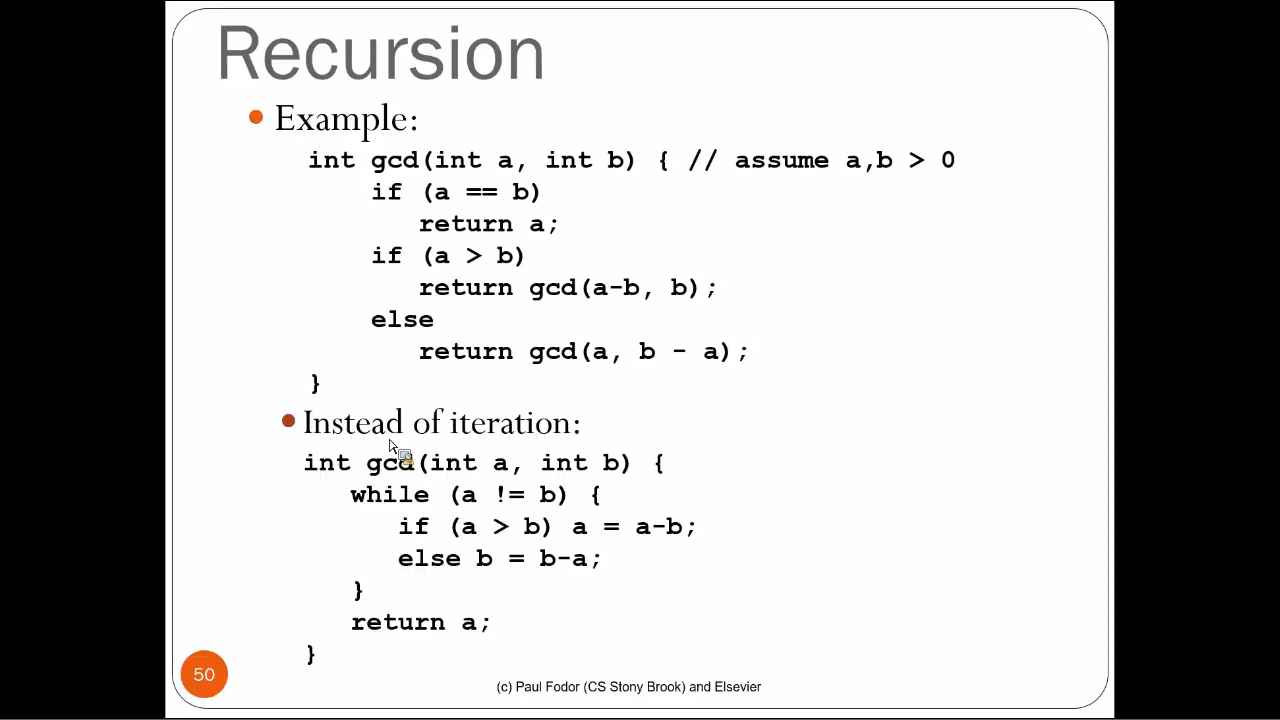 Recursion
Example:
int gcd(int a, int b) { // assume a,b > 0
if (a == b)
return a;
if (a > b)
return gcd(a-b, b);
else
return gcd(a, b - a);
}
Instead of iteration:
int gcd(int a, int b) {
while (a != b) {
if (a > b) a = a-b;
else b = b-a;
}
return a;
}
50
(c) Paul Fodor (CS Stony Brook) and Elsevier